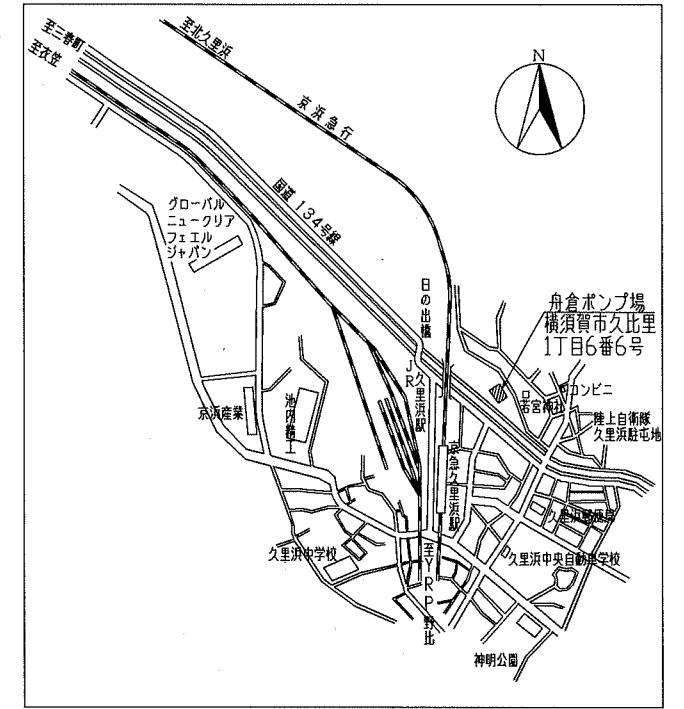 至北久里浜
至三春町
至衣笠
N
京浜急行
国道134号線
グローバル
ニュークリア
フェエル
ジャパン
日の出橋
舟倉ポンプ場
横須賀市久比里
1丁目6番6号
JR久里浜駅
コンビニ
若宮神社
陸上自衛隊
久里浜駐屯地
京浜産業
池内精工
京急久里浜駅
久里浜郵便局
久里浜中学校
久里浜中央自動車学校
至YRP野比
神明公園